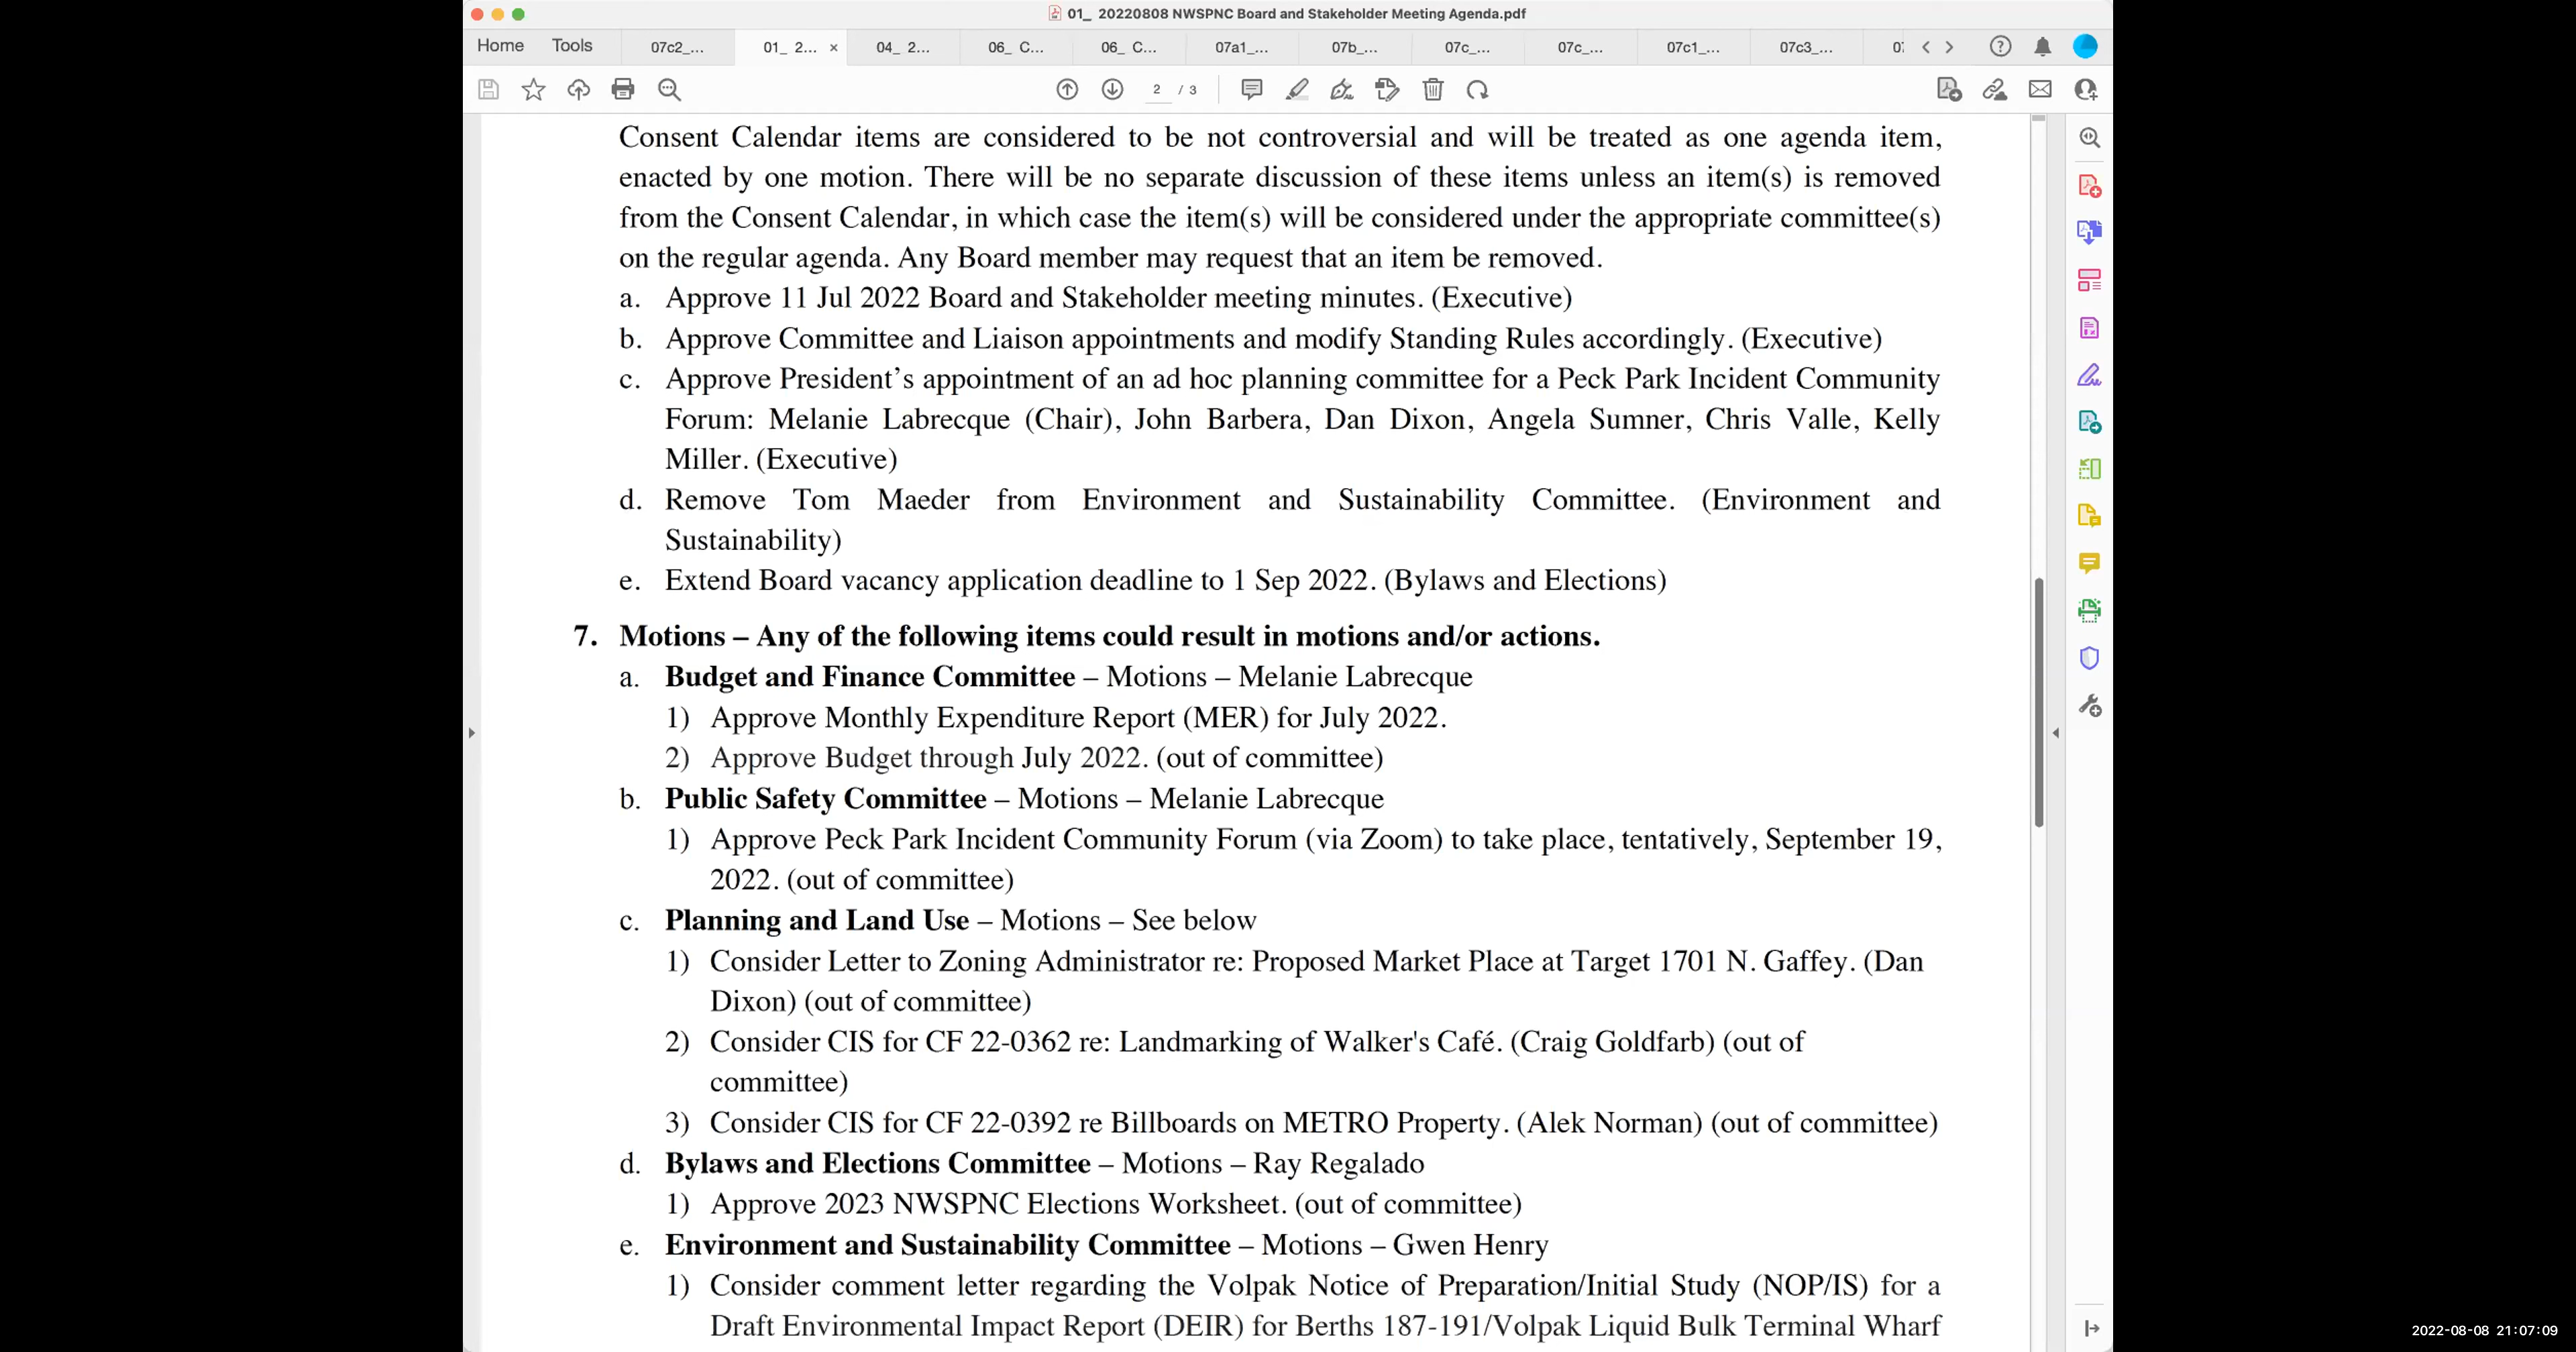 01_ 20220808 NWSPNC Board and Stakeholder Meeting Agenda.pdf
Home Tools 07c2_... 01_ 2... × 04_ 2... 06_ C... 06_ C... 07a1_... 07b_... 07c_... 07c_... 07c1_... 07c3_...
2 / 3
Consent Calendar items are considered to be not controversial and will be treated as one agenda item,
enacted by one motion. There will be no separate discussion of these items unless an item(s) is removed
from the Consent Calendar, in which case the item(s) will be considered under the appropriate committee(s)
on the regular agenda. Any Board member may request that an item be removed.
a. Approve 11 Jul 2022 Board and Stakeholder meeting minutes. (Executive)
b. Approve Committee and Liaison appointments and modify Standing Rules accordingly. (Executive)
c. Approve President’s appointment of an ad hoc planning committee for a Peck Park Incident Community
Forum: Melanie Labrecque (Chair), John Barbera, Dan Dixon, Angela Sumner, Chris Valle, Kelly
Miller. (Executive)
d. Remove Tom Maeder from Environment and Sustainability Committee. (Environment and
Sustainability)
e. Extend Board vacancy application deadline to 1 Sep 2022. (Bylaws and Elections)
7. Motions – Any of the following items could result in motions and/or actions.
a. Budget and Finance Committee – Motions – Melanie Labrecque
1) Approve Monthly Expenditure Report (MER) for July 2022.
2) Approve Budget through July 2022. (out of committee)
b. Public Safety Committee – Motions – Melanie Labrecque
1) Approve Peck Park Incident Community Forum (via Zoom) to take place, tentatively, September 19,
2022. (out of committee)
c. Planning and Land Use – Motions – See below
1) Consider Letter to Zoning Administrator re: Proposed Market Place at Target 1701 N. Gaffey. (Dan
Dixon) (out of committee)
2) Consider CIS for CF 22-0362 re: Landmarking of Walker's Café. (Craig Goldfarb) (out of
committee)
3) Consider CIS for CF 22-0392 re Billboards on METRO Property. (Alek Norman) (out of committee)
d. Bylaws and Elections Committee – Motions – Ray Regalado
1) Approve 2023 NWSPNC Elections Worksheet. (out of committee)
e. Environment and Sustainability Committee – Motions – Gwen Henry
1) Consider comment letter regarding the Volpak Notice of Preparation/Initial Study (NOP/IS) for a
Draft Environmental Impact Report (DEIR) for Berths 187-191/Volpak Liquid Bulk Terminal Wharf
2022-08-08 21:07:09